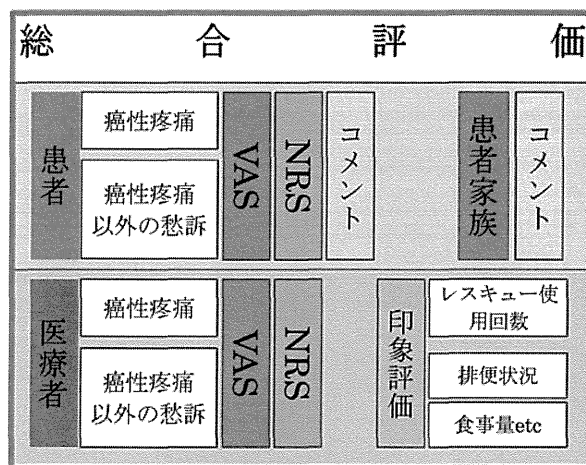 総合評価
患者
癌性疼痛
癌性疼痛
以外の愁訴
VAS
NRS
コメント
患者家族
コメント
医療者
癌性疼痛
癌性疼痛
以外の愁訴
VAS
NRS
印象評価
レスキュー使
用回数
排便状況
食事量etc